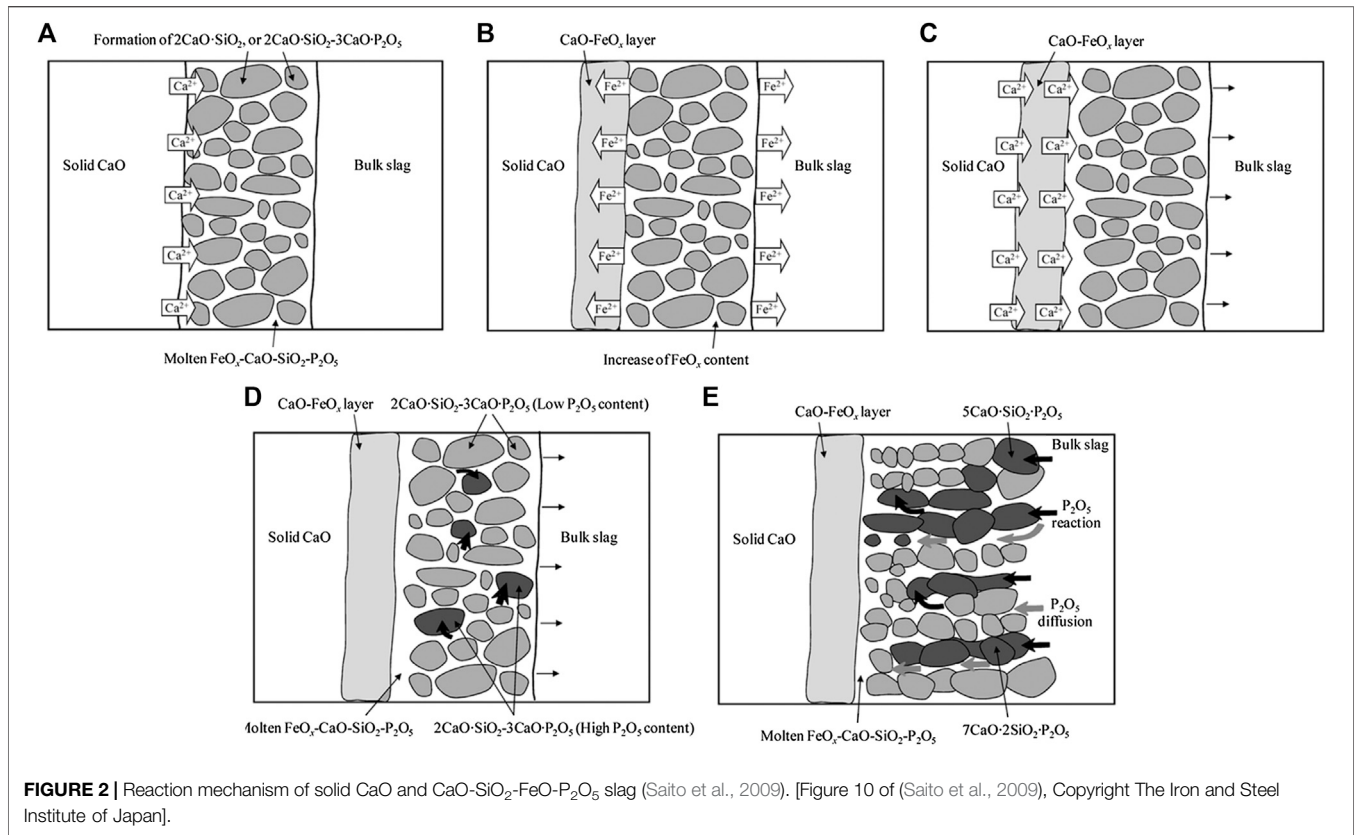 A
Formation of 2CaO·SiO₂, or 2CaO·SiO₂-3CaO·P₂O₅
Ca²⁺
Ca²⁺
Ca²⁺
Ca²⁺
Ca²⁺
Solid CaO
Bulk slag
Molten FeOₓ-CaO-SiO₂-P₂O₅
B
CaO-FeOₓ layer
Fe²⁺ Fe²⁺
Fe²⁺ Fe²⁺
Fe²⁺ Fe²⁺
Fe²⁺ Fe²⁺
Fe²⁺ Fe²⁺
Solid CaO
Bulk slag
Increase of FeOₓ content
C
CaO-FeOₓ layer
Ca²⁺ Ca²⁺
Ca²⁺ Ca²⁺
Ca²⁺ Ca²⁺
Ca²⁺ Ca²⁺
Ca²⁺ Ca²⁺
Solid CaO
Bulk slag
D
CaO-FeOₓ layer
2CaO·SiO₂-3CaO·P₂O₅ (Low P₂O₅ content)
Solid CaO
Bulk slag
Molten FeOₓ-CaO-SiO₂-P₂O₅
2CaO·SiO₂-3CaO·P₂O₅ (High P₂O₅ content)
E
CaO-FeOₓ layer
5CaO·SiO₂·P₂O₅
Bulk slag
P₂O₅
reaction
Solid CaO
P₂O₅
diffusion
Molten FeOₓ-CaO-SiO₂-P₂O₅
7CaO·2SiO₂·P₂O₅
FIGURE 2 | Reaction mechanism of solid CaO and CaO-SiO₂-FeO-P₂O₅ slag (Saito et al., 2009). [Figure 10 of (Saito et al., 2009), Copyright The Iron and Steel
Institute of Japan].